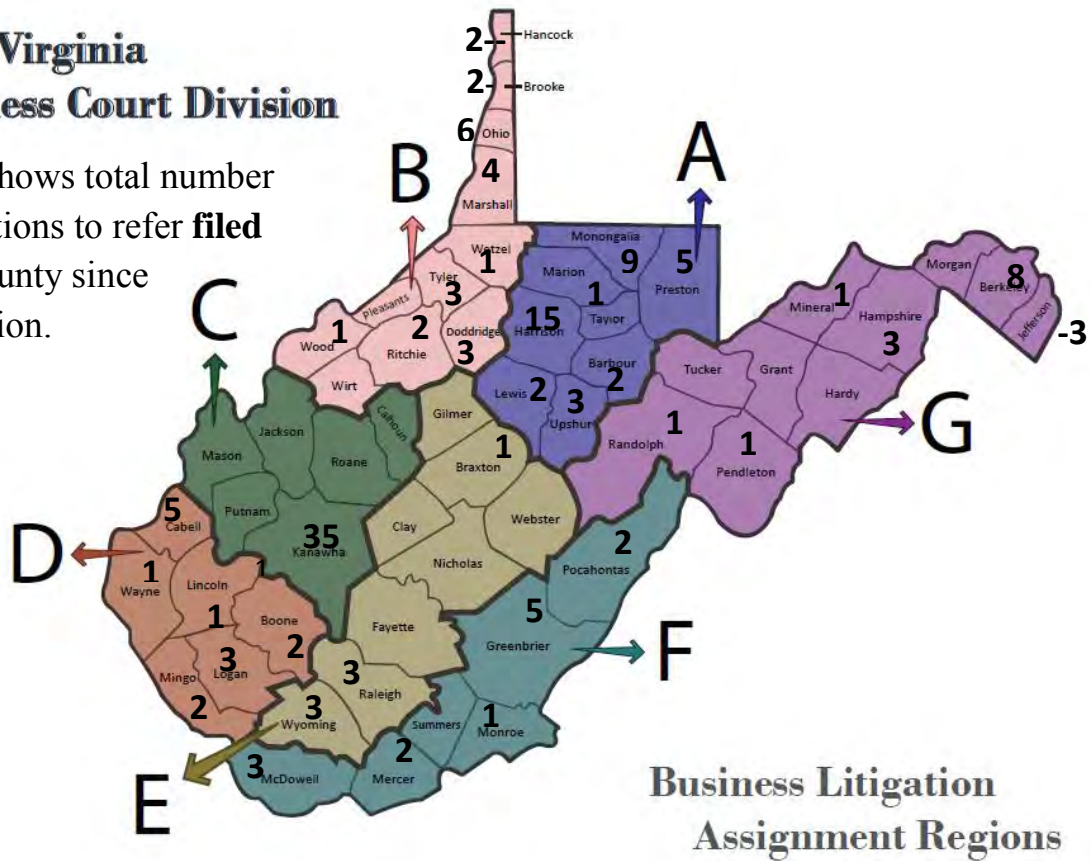 Virginia
ess Court Division
hows total number
tions to refer filed
unty since
ion.
2 Hancock
2 Brooke
6 Ohio
4
Marshall
B
A
Wetzel
1
Tyler
3
Pleasants
2
Ritchie
Doddridge
3
Wood 1
Wirt
Monongalia
9
5
Preston
Marion
1
15
Harrison
Taylor
Barbour
2
Lewis 2
3
Upshur
C
Mason
Jackson
Calhoun
Roane
Putnam
35
Kanawha
Gilmer
1
Braxton
Clay
Webster
Nicholas
Fayette
3
Raleigh
3
Wyoming
E
Morgan
8
Berkeley
Jefferson
-3
Mineral 1
Hampshire
3
Tucker
Grant
Hardy
G
1
Randolph
1
Pendleton
D
5
Cabell
1
Wayne
Lincoln
1
1
Boone
2
3
Logan
Mingo
2
2
Pocahontas
5
Greenbrier
F
Summers
1
Monroe
2
Mercer
3
McDowell
Business Litigation
Assignment Regions